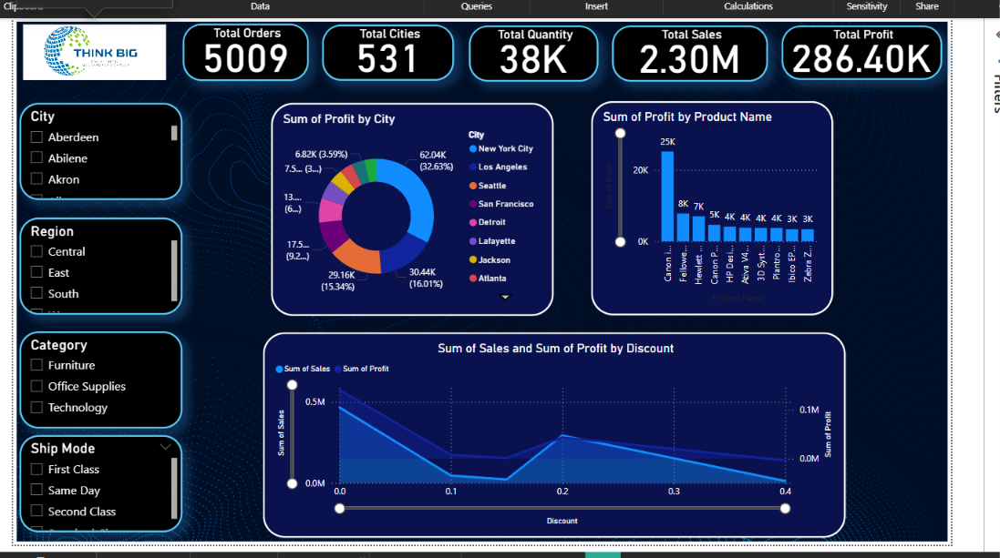 Data
Queries
Insert
Calculations
Sensitivity
Share
THINK BIG
Total Orders
5009
Total Cities
531
Total Quantity
38K
Total Sales
2.30M
Total Profit
286.40K
Filters
City
Aberdeen
Abilene
Akron
Region
Central
East
South
Category
Furniture
Office Supplies
Technology
Ship Mode
First Class
Same Day
Second Class
Sum of Profit by City
6.82K (3.59%)
7.5... (3...)
13....
(6...)
17.5...
(9.2...)
29.16K
(15.34%)
30.44K
(16.01%)
62.04K
(32.63%)
City
New York City
Los Angeles
Seattle
San Francisco
Detroit
Lafayette
Jackson
Atlanta
Sum of Profit by Product Name
Sum of Profit
20K
0K
25K
8K
7K
5K
4K
4K
4K
4K
3K
3K
Canon i...
Fellowe...
Hewlett ...
Canon P...
HP Desi...
Ativa V4...
3D Syst...
Plantro...
Ibico EP...
Zebra Z...
Product Name
Sum of Sales and Sum of Profit by Discount
Sum of Sales
Sum of Profit
Sum of Sales
0.5M
0.0M
0.1M
0.0M
Sum of Profit
0.0
0.1
0.2
0.3
0.4
Discount